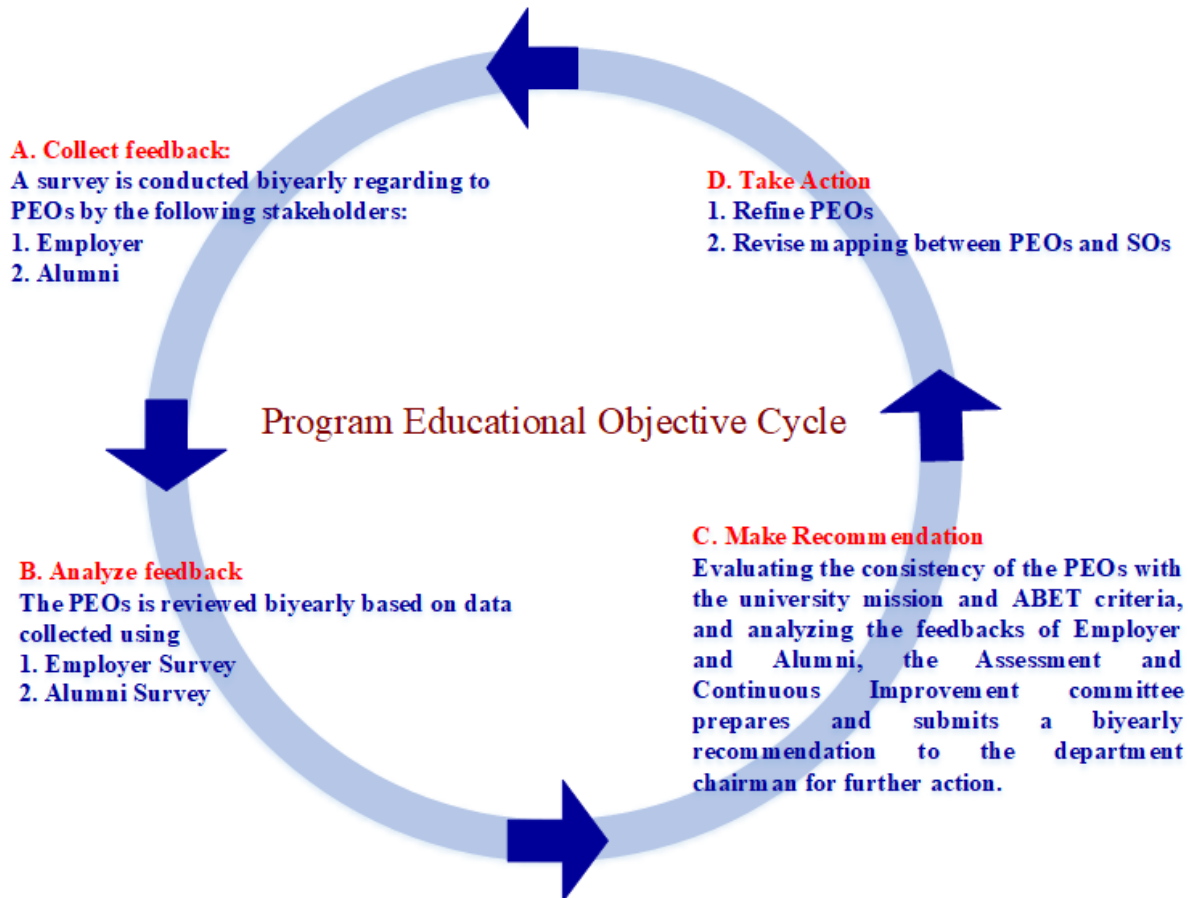 A. Collect feedback:
A survey is conducted biyearly regarding to
PEOs by the following stakeholders:
1. Employer
2. Alumni
D. Take Action
1. Refine PEOs
2. Revise mapping between PEOs and SOs
Program Educational Objective Cycle
B. Analyze feedback
The PEOs is reviewed biyearly based on data
collected using
1. Employer Survey
2. Alumni Survey
C. Make Recommendation
Evaluating the consistency of the PEOs with
the university mission and ABET criteria,
and analyzing the feedbacks of Employer
and Alumni, the Assessment and
Continuous Improvement committee
prepares and submits a biyearly
recommendation to the department
chairman for further action.